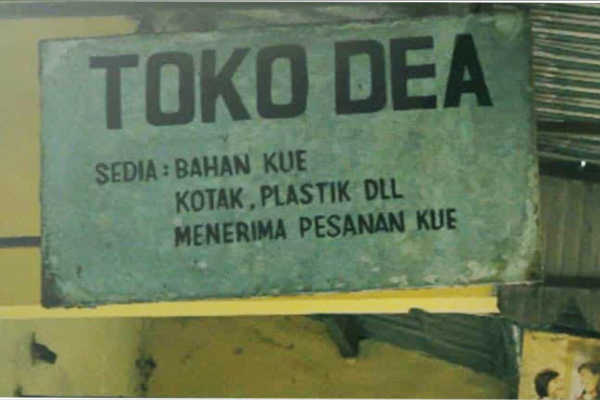 TOKO DEA
SEDIA : BAHAN KUE
KOTAK, PLASTIK DLL
MENERIMA PESANAN KUE